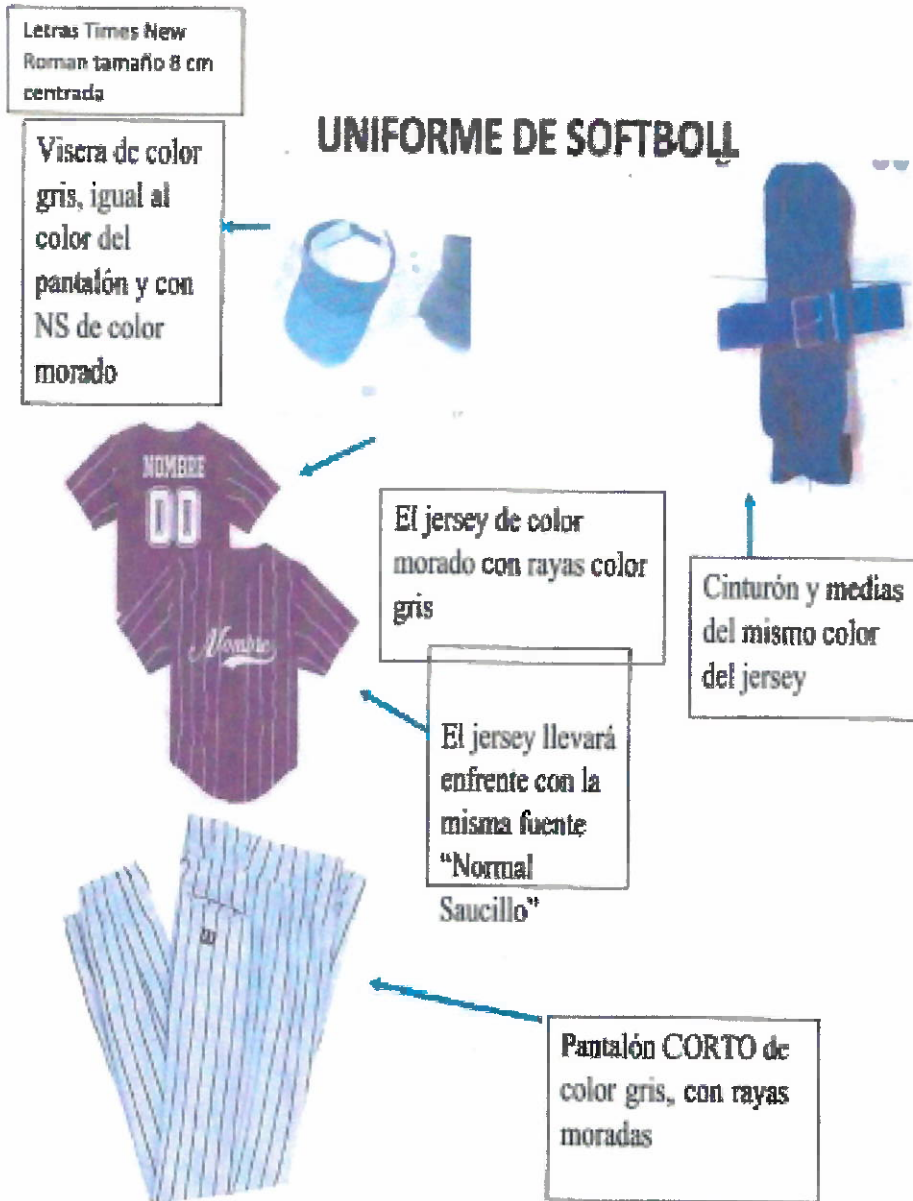 Letras Times New
Roman tamaño 8 cm
centrada
UNIFORME DE SOFTBOLL
Visera de color
gris, igual al
color del
pantalón y con
NS de color
morado
NOMBRE
00
Nombre
El jersey de color
morado con rayas color
gris
Cinturón y medias
del mismo color
del jersey
El jersey llevará
enfrente con la
misma fuente
“Normal
Saucillo”
Pantalón CORTO de
color gris,, con rayas
moradas